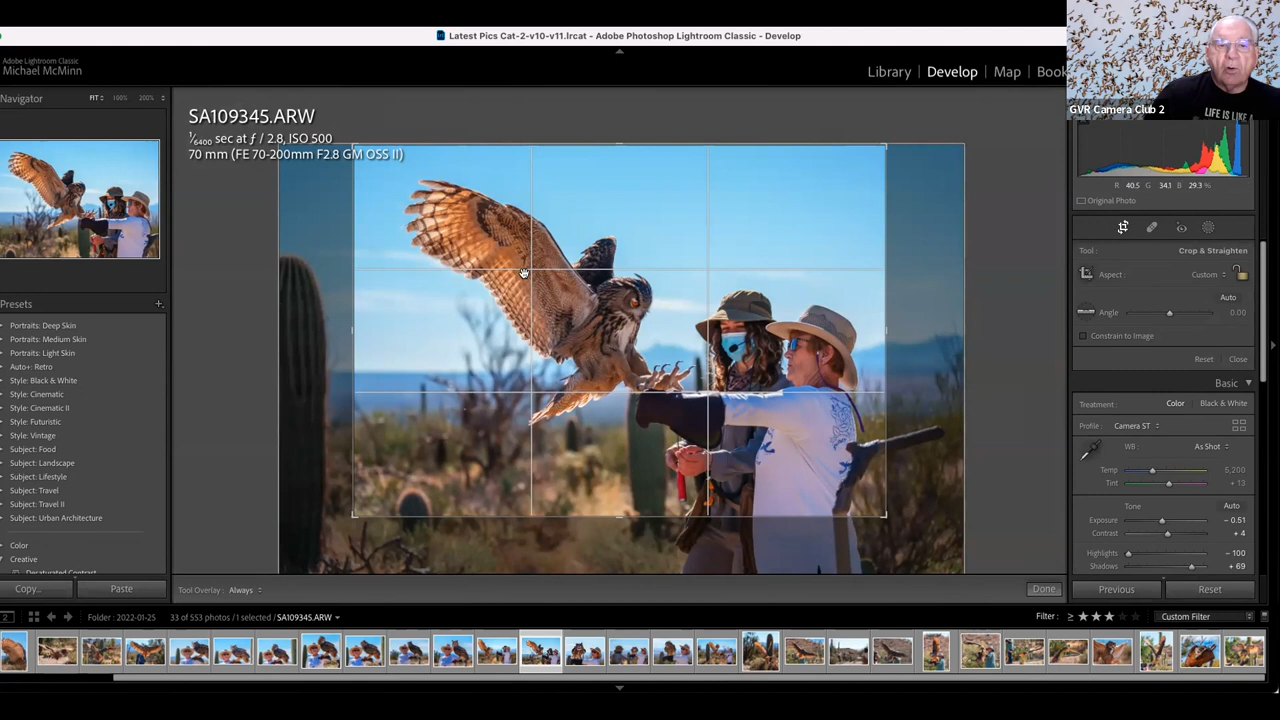 Latest Pics Cat-2-v10-v11.lrcat - Adobe Photoshop Lightroom Classic - Develop
Adobe Lightroom Classic
Michael McMinn
Library | Develop | Map | Book
GVR Camera Club 2
LIFE IS LIKE A
Navigator
FIT
100%
200%
SA109345.ARW
1/6400 sec at ƒ / 2.8, ISO 500
70 mm (FE 70-200mm F2.8 GM OSS II)
R 40.5 G 34.1 B 29.3 %
Original Photo
Tool : Crop & Straighten
Aspect : Custom
Auto
Angle 0.00
Constrain to Image
Reset Close
Basic
Treatment : Color Black & White
Profile : Camera ST
WB : As Shot
Temp 5,200
Tint + 13
Tone Auto
Exposure - 0.51
Contrast + 4
Highlights - 100
Shadows + 69
Previous Reset
Presets +
Portraits: Deep Skin
Portraits: Medium Skin
Portraits: Light Skin
Auto+: Retro
Style: Black & White
Style: Cinematic
Style: Cinematic II
Style: Futuristic
Style: Vintage
Subject: Food
Subject: Landscape
Subject: Lifestyle
Subject: Travel
Subject: Travel II
Subject: Urban Architecture
Color
Creative
Desaturated Contrast
Copy... Paste
Tool Overlay : Always
Done
2
Folder : 2022-01-25
33 of 553 photos / 1 selected / SA109345.ARW
Filter : ≥ ★★★★★
Custom Filter